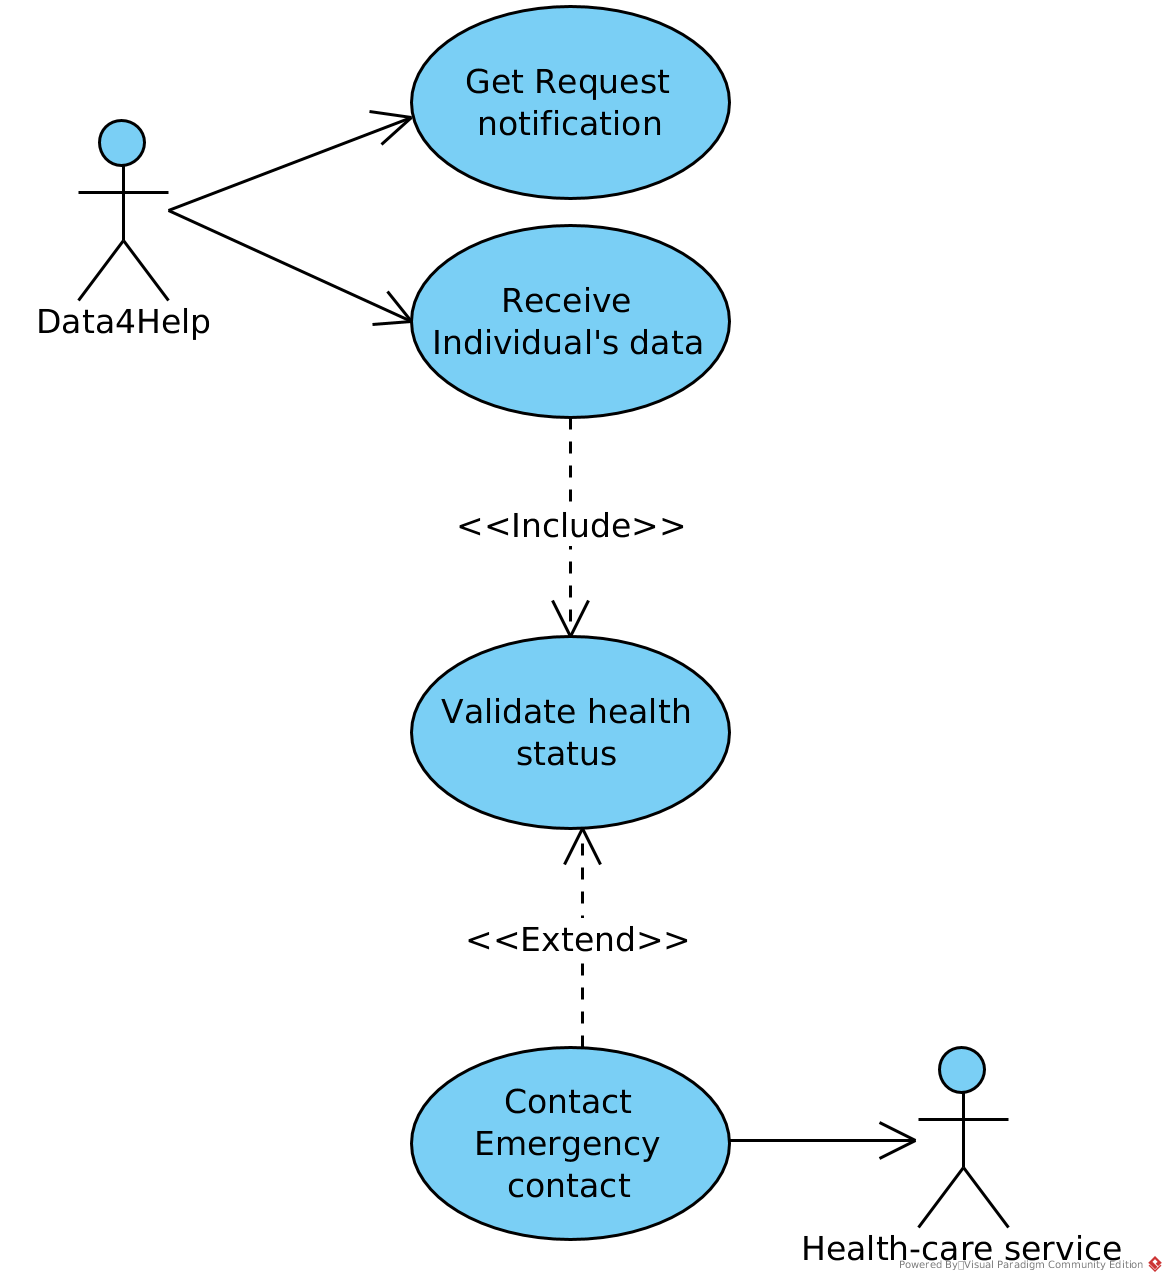 Get Request
notification
Data4Help
Receive
Individual's data
<<Include>>
Validate health
status
<<Extend>>
Contact
Emergency
contact
Health-care service
Powered By Visual Paradigm Community Edition